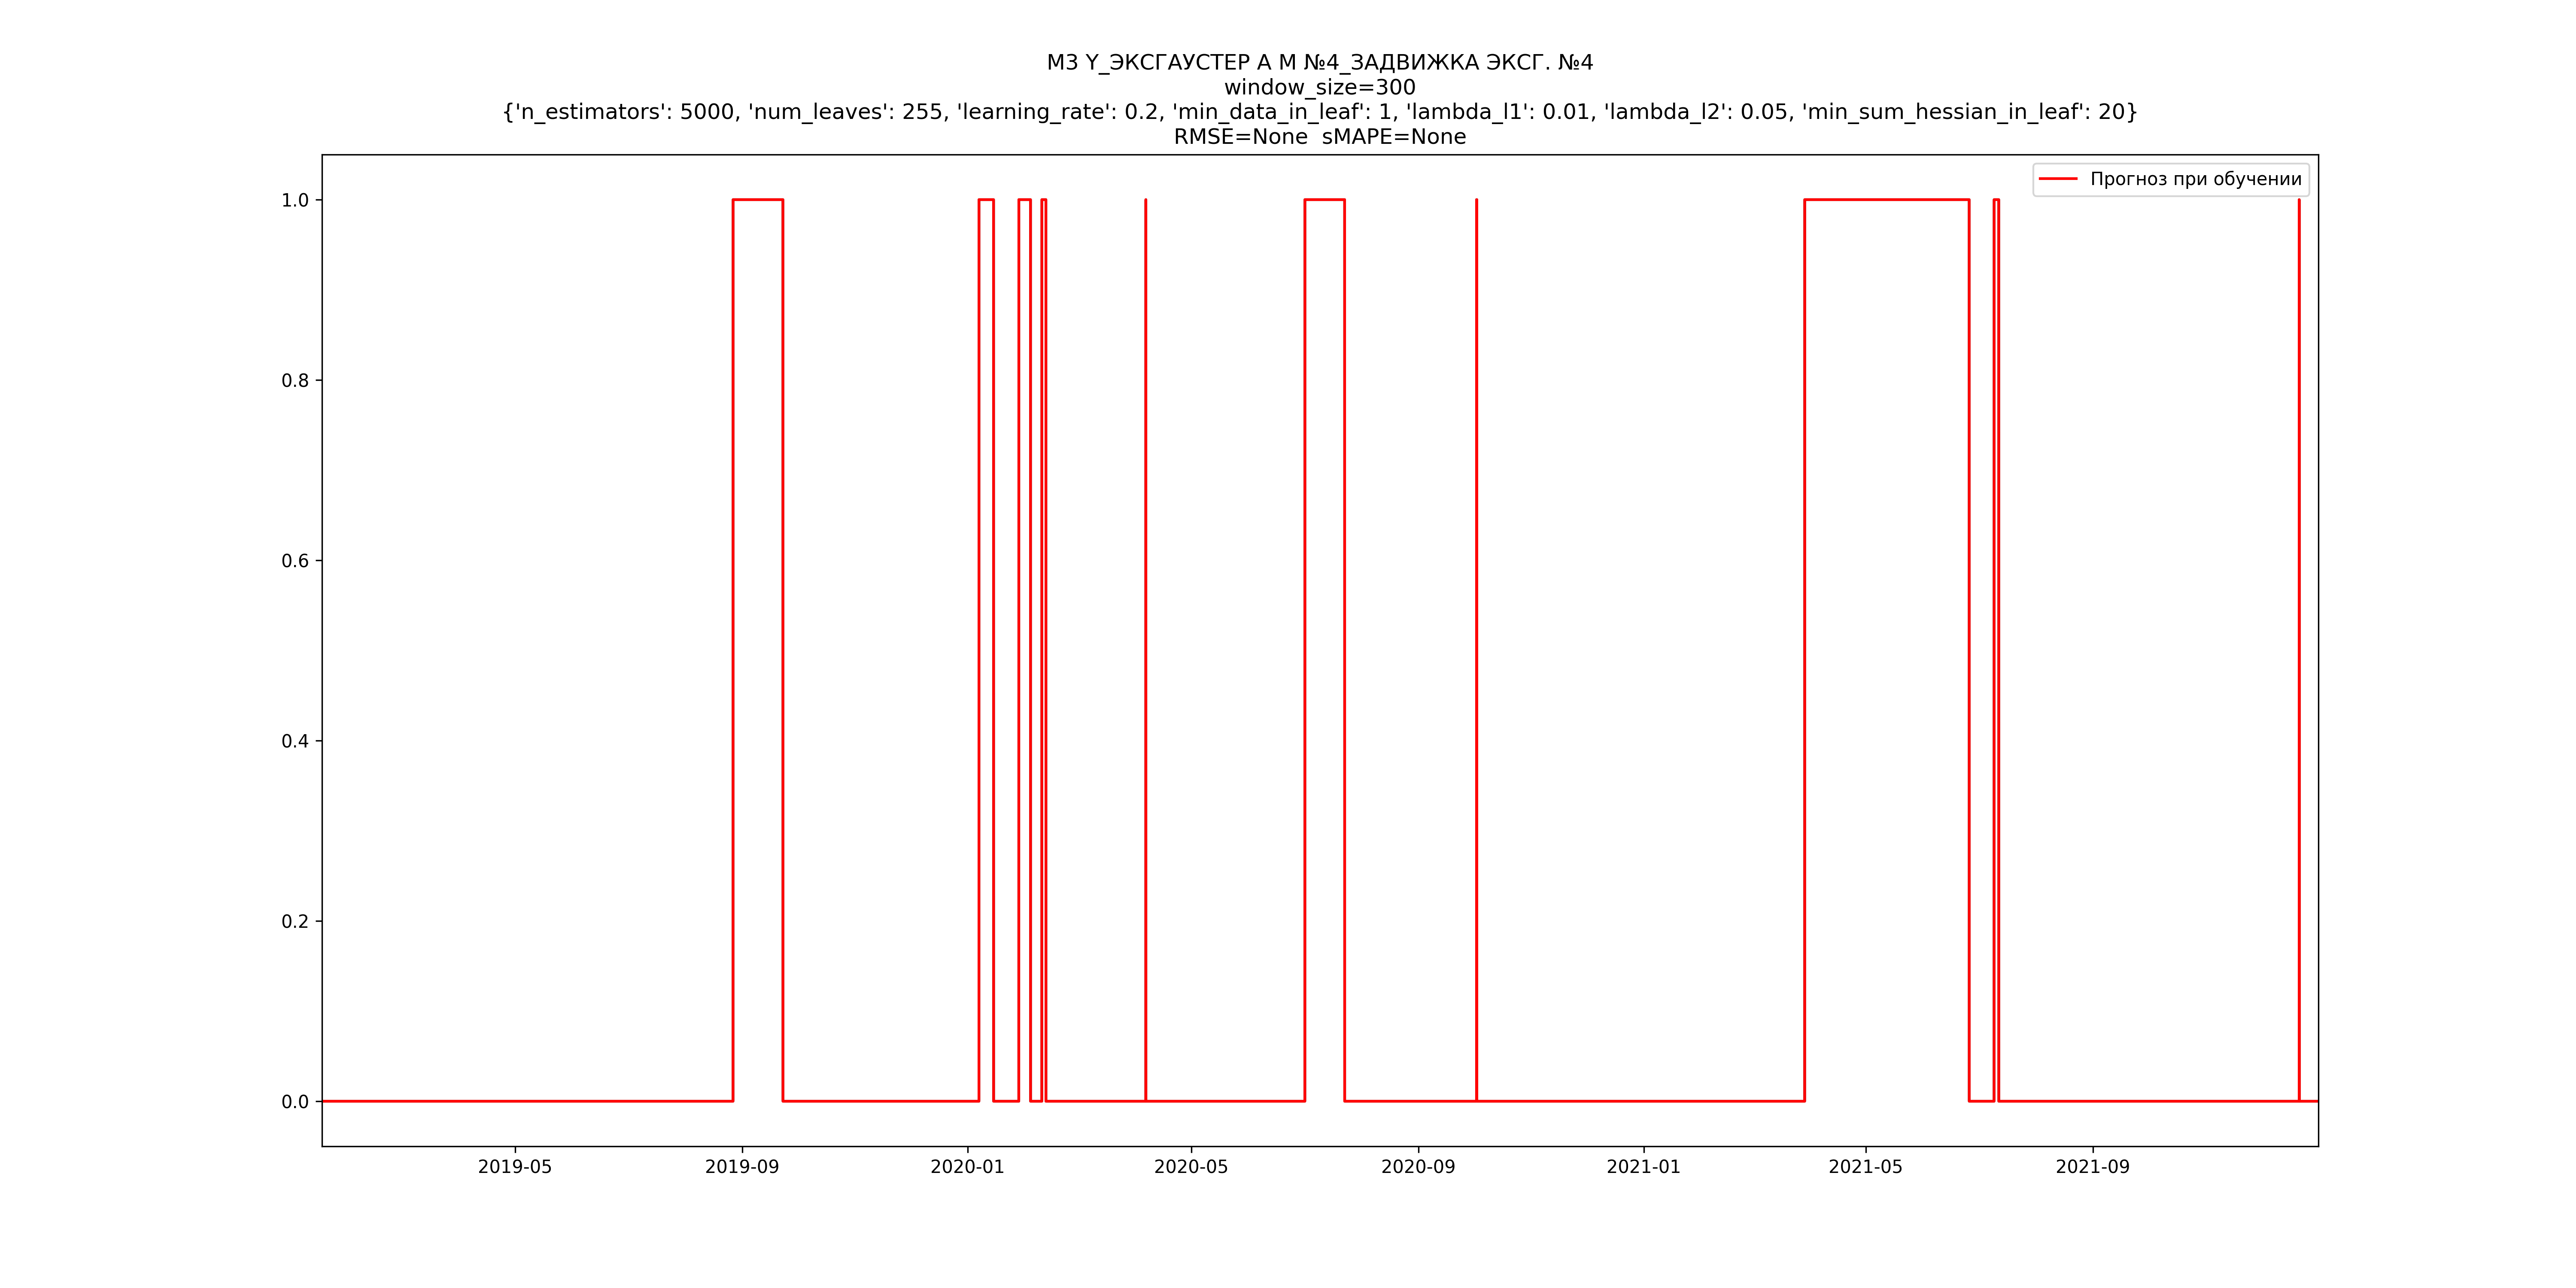 М3 Y_ЭКСГАУСТЕР А М №4_ЗАДВИЖКА ЭКСГ. №4
window_size=300
{'n_estimators': 5000, 'num_leaves': 255, 'learning_rate': 0.2, 'min_data_in_leaf': 1, 'lambda_l1': 0.01, 'lambda_l2': 0.05, 'min_sum_hessian_in_leaf': 20}
RMSE=None  sMAPE=None
Прогноз при обучении
1.0
0.8
0.6
0.4
0.2
0.0
2019-05
2019-09
2020-01
2020-05
2020-09
2021-01
2021-05
2021-09